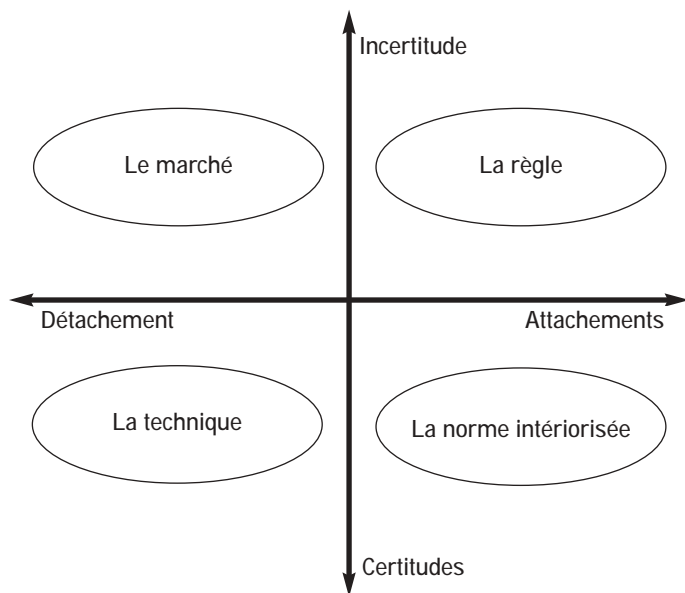 Incertitude
Le marché
La règle
Détachement
Attachements
La technique
La norme intériorisée
Certitudes